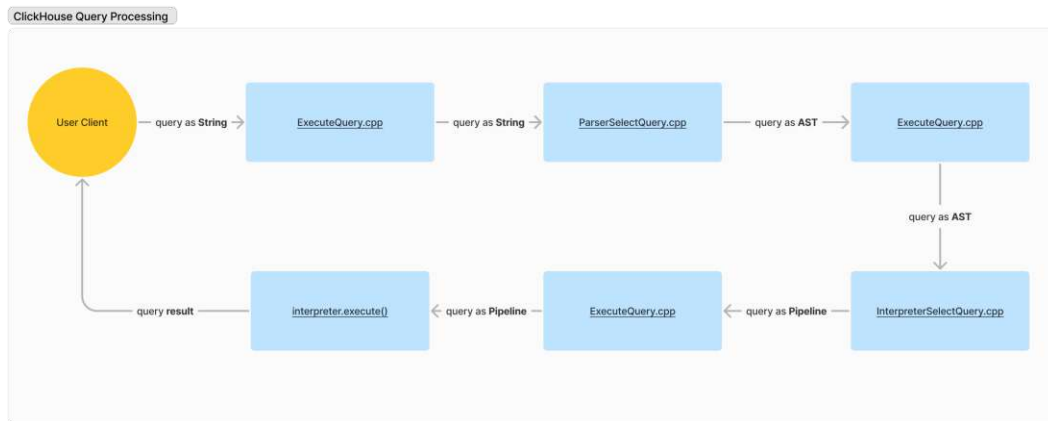 ClickHouse Query Processing
User Client
query as String
ExecuteQuery.cpp
query as String
ParserSelectQuery.cpp
query as AST
ExecuteQuery.cpp
query as AST
InterpreterSelectQuery.cpp
query as Pipeline
ExecuteQuery.cpp
query as Pipeline
interpreter.execute()
query result